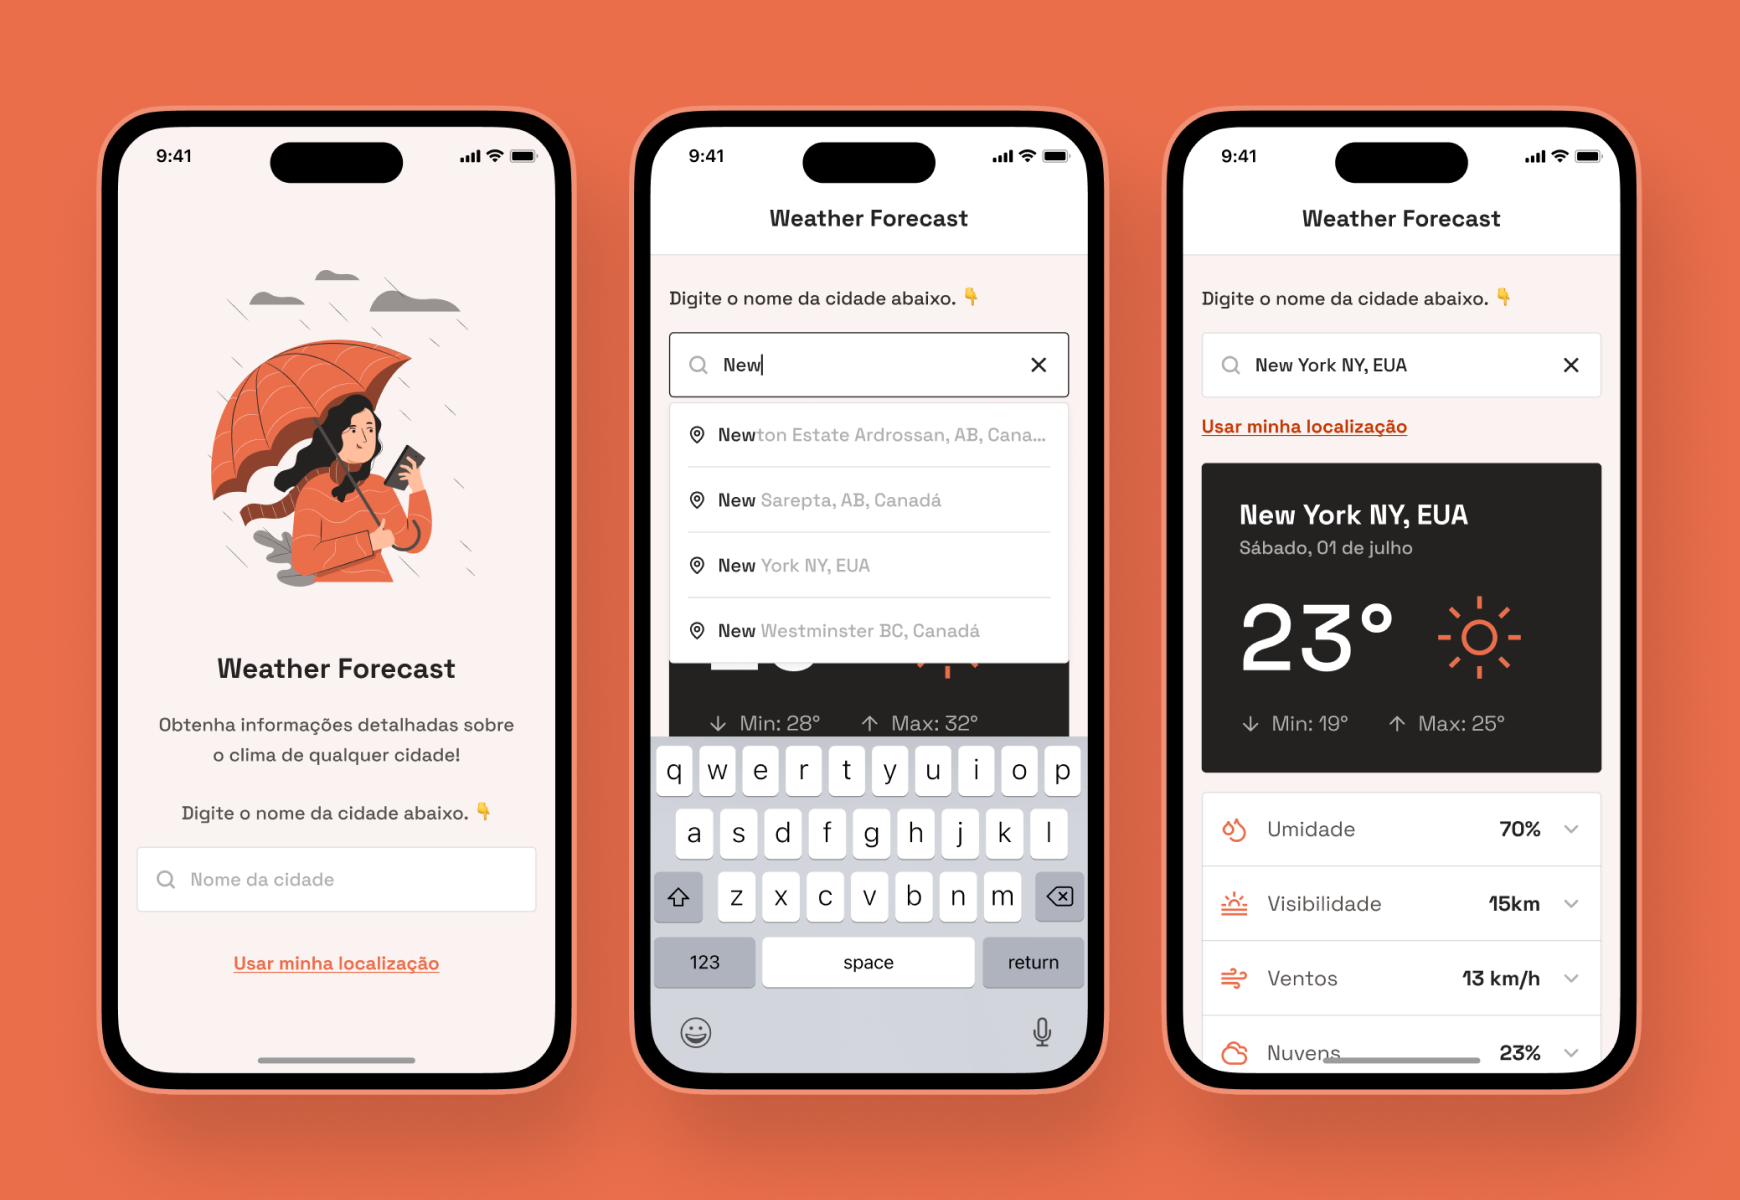 9:41
Weather Forecast
Obtenha informações detalhadas sobre
o clima de qualquer cidade!
Digite o nome da cidade abaixo. 👇
Nome da cidade
Usar minha localização
9:41
Weather Forecast
Digite o nome da cidade abaixo. 👇
New
Newton Estate Ardrossan, AB, Cana...
New Sarepta, AB, Canadá
New York NY, EUA
New Westminster BC, Canadá
Min: 28° Max: 32°
q w e r t y u i o p
a s d f g h j k l
z x c v b n m
123 space return
9:41
Weather Forecast
Digite o nome da cidade abaixo. 👇
New York NY, EUA
Usar minha localização
New York NY, EUA
Sábado, 01 de julho
23°
Min: 19° Max: 25°
Umidade 70%
Visibilidade 15km
Ventos 13 km/h
Nuvens 23%